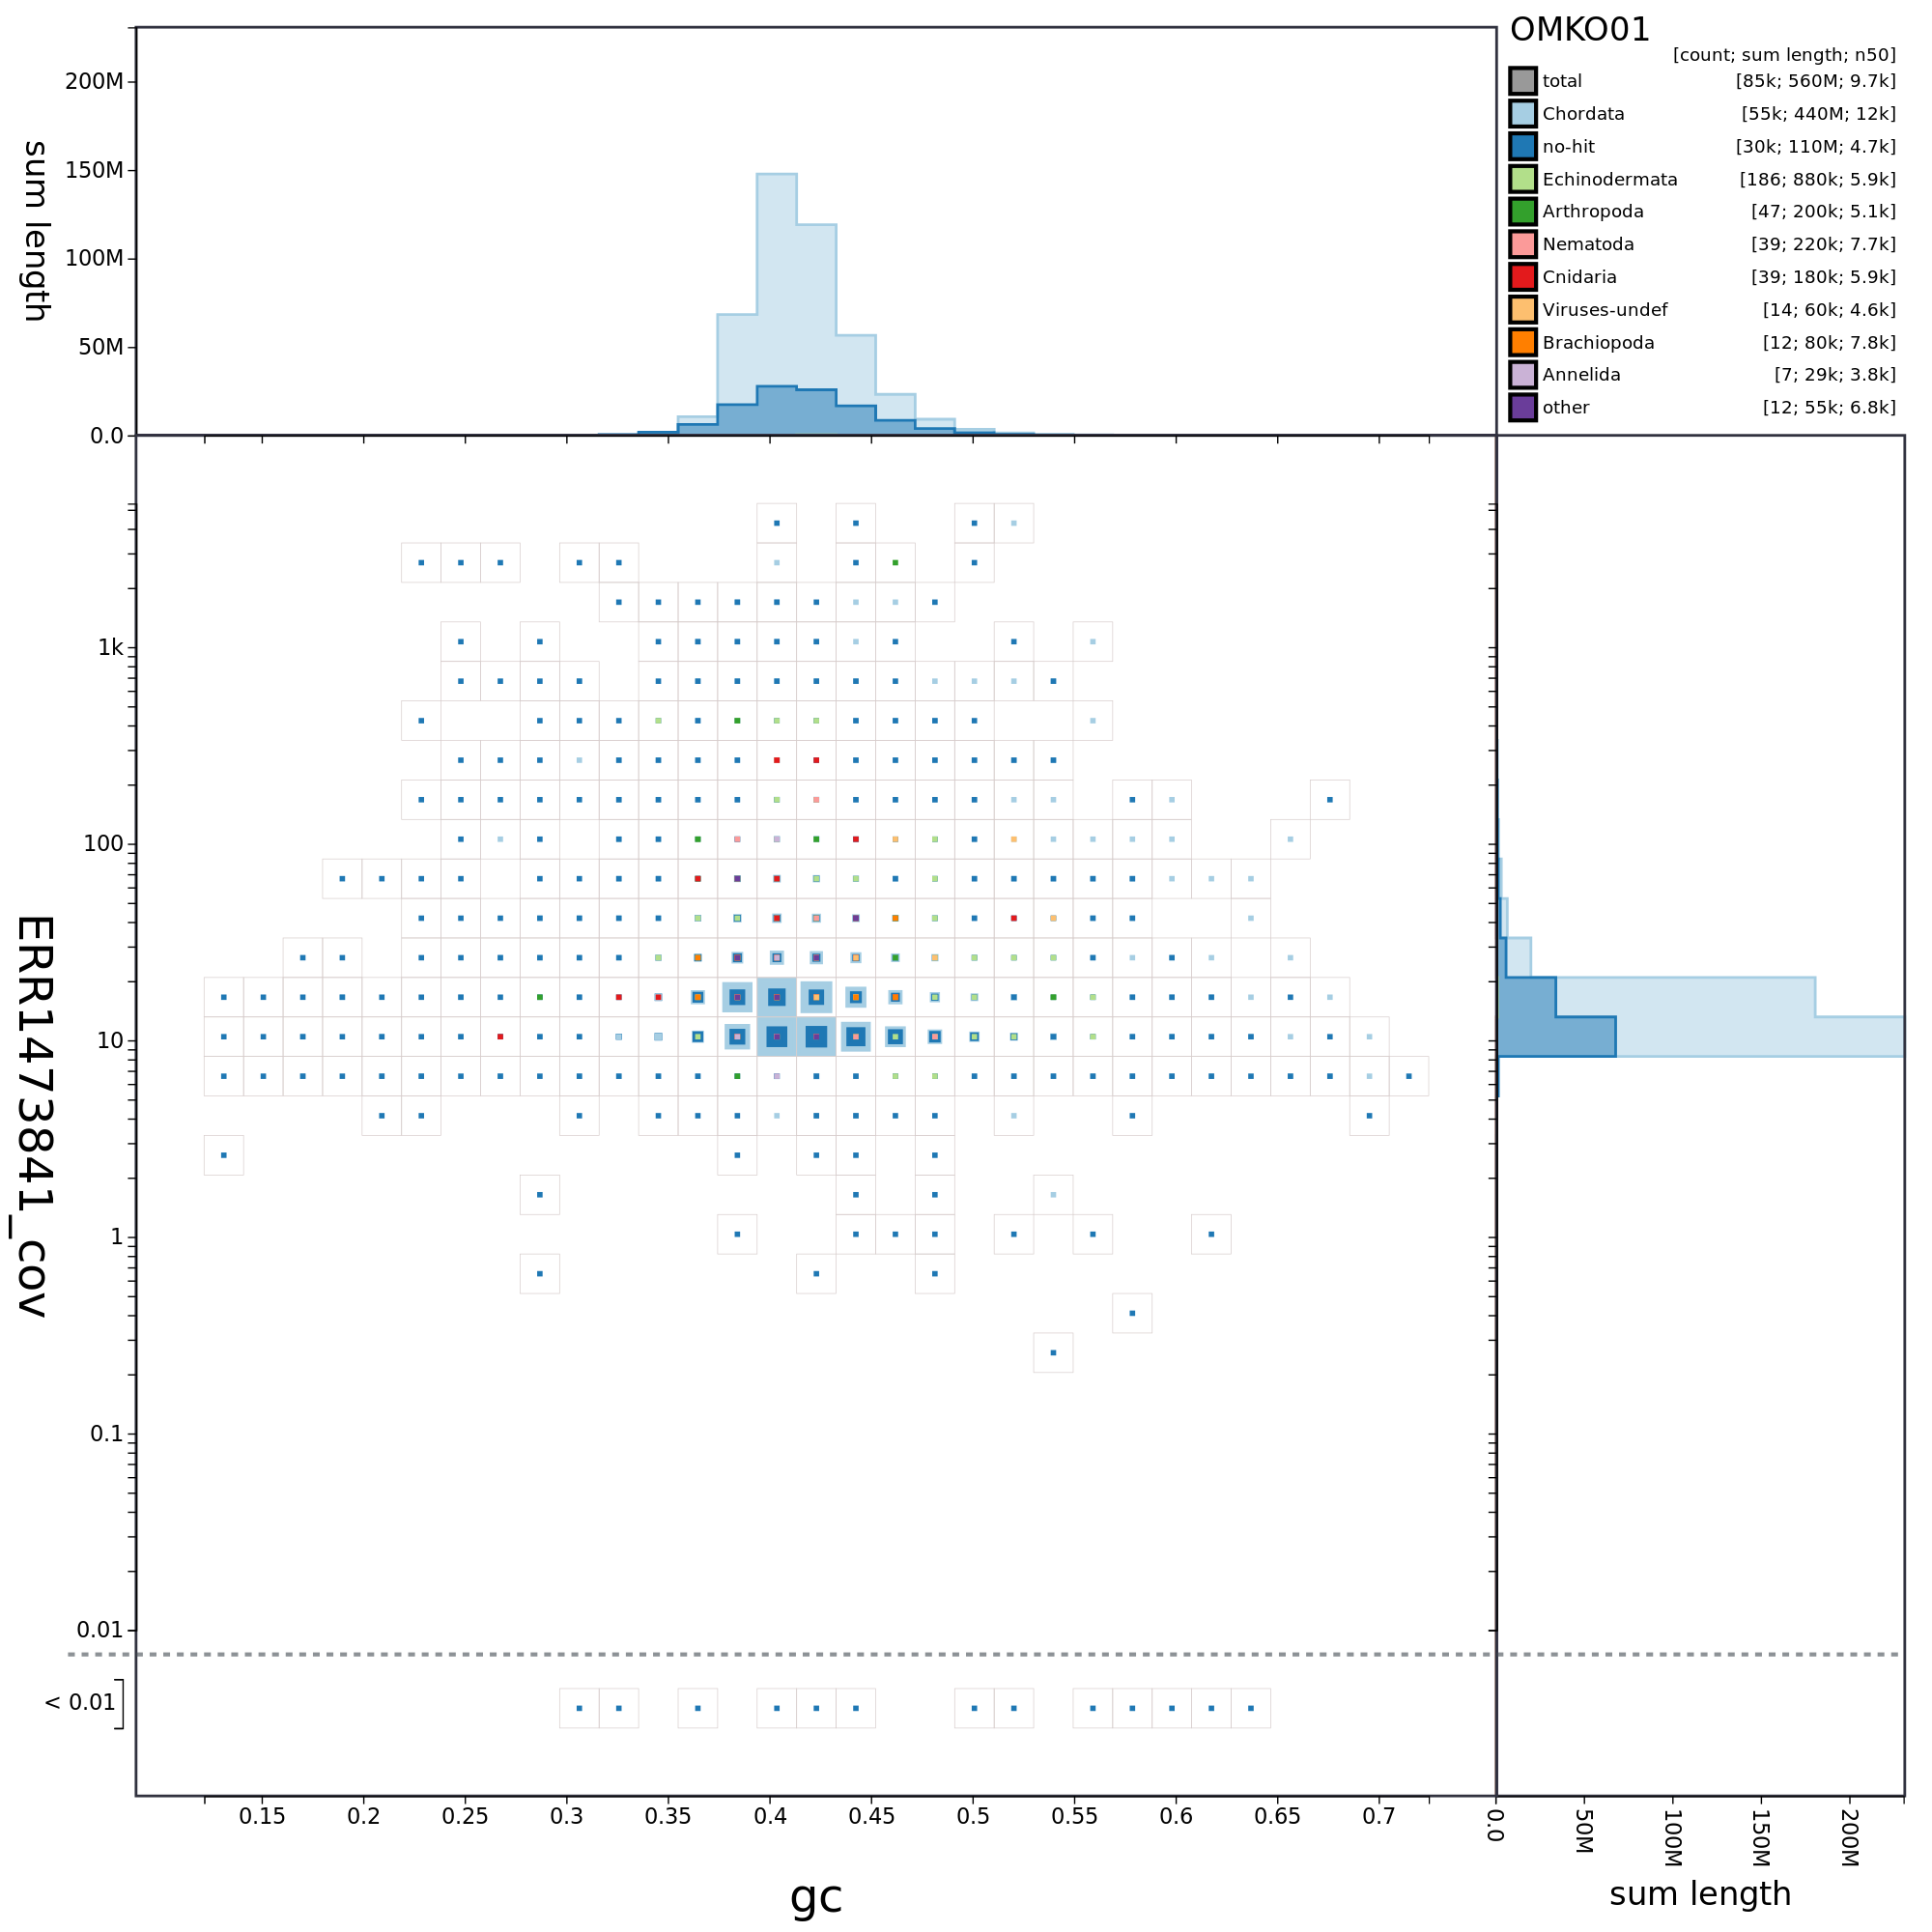 OMKO01
[count; sum length; n50]
total [85k; 560M; 9.7k]
Chordata [55k; 440M; 12k]
no-hit [30k; 110M; 4.7k]
Echinodermata [186; 880k; 5.9k]
Arthropoda [47; 200k; 5.1k]
Nematoda [39; 220k; 7.7k]
Cnidaria [39; 180k; 5.9k]
Viruses-undef [14; 60k; 4.6k]
Brachiopoda [12; 80k; 7.8k]
Annelida [7; 29k; 3.8k]
other [12; 55k; 6.8k]
sum length
200M
150M
100M
50M
0.0
ERR1473841_cov
1k
100
10
1
0.1
0.01
< 0.01
0.15 0.2 0.25 0.3 0.35 0.4 0.45 0.5 0.55 0.6 0.65 0.7
gc
0.0 50M 100M 150M 200M
sum length